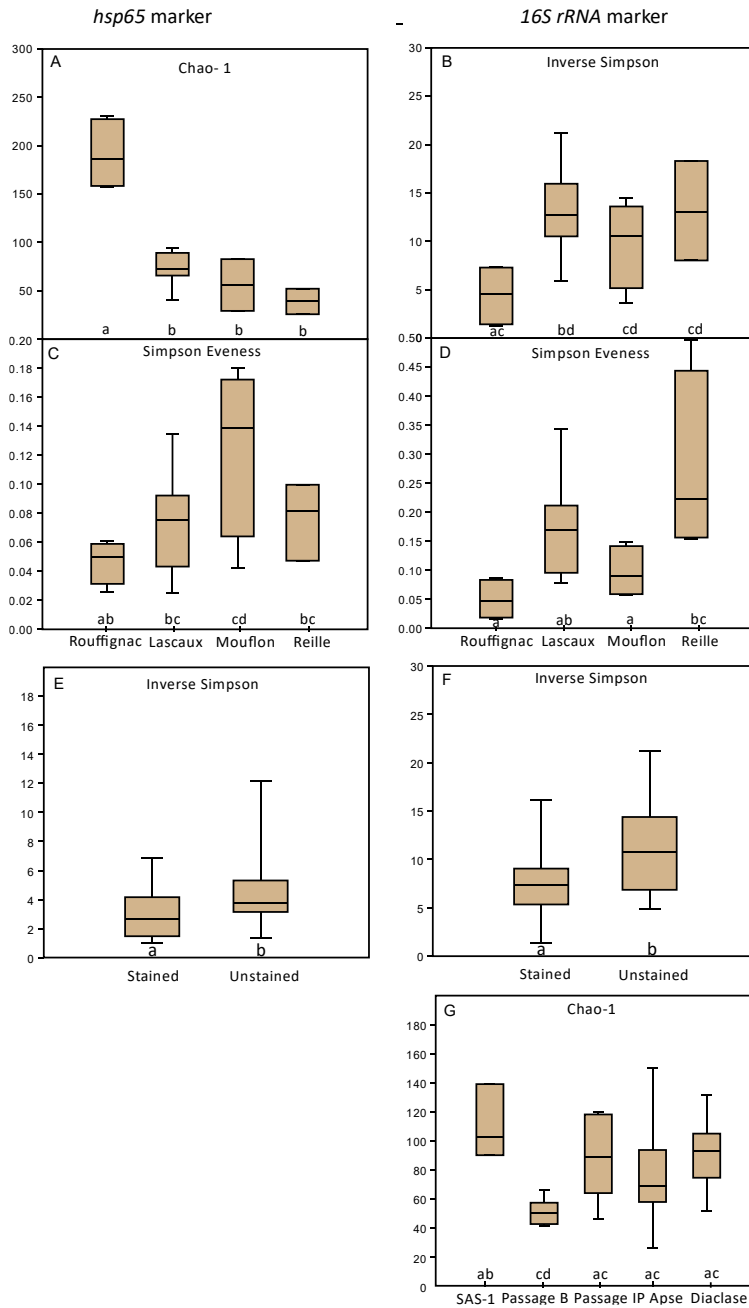 hsp65 marker
16S rRNA marker
A
Chao- 1
300
250
200
150
100
50
0.20
a b b b
B
Inverse Simpson
30
25
20
15
10
5
0.50
ac bd cd cd
C
Simpson Eveness
0.18
0.16
0.14
0.12
0.10
0.08
0.06
0.04
0.02
0.00
ab bc cd bc
Rouffignac Lascaux Mouflon Reille
D
Simpson Eveness
0.45
0.40
0.35
0.30
0.25
0.20
0.15
0.10
0.05
0.00
a ab a bc
Rouffignac Lascaux Mouflon Reille
E
Inverse Simpson
18
16
14
12
10
8
6
4
2
0
a b
Stained Unstained
F
Inverse Simpson
30
25
20
15
10
5
0
a b
Stained Unstained
G
Chao-1
180
160
140
120
100
80
60
40
20
0
ab cd ac ac ac
SAS-1 Passage B Passage IP Apse Diaclase